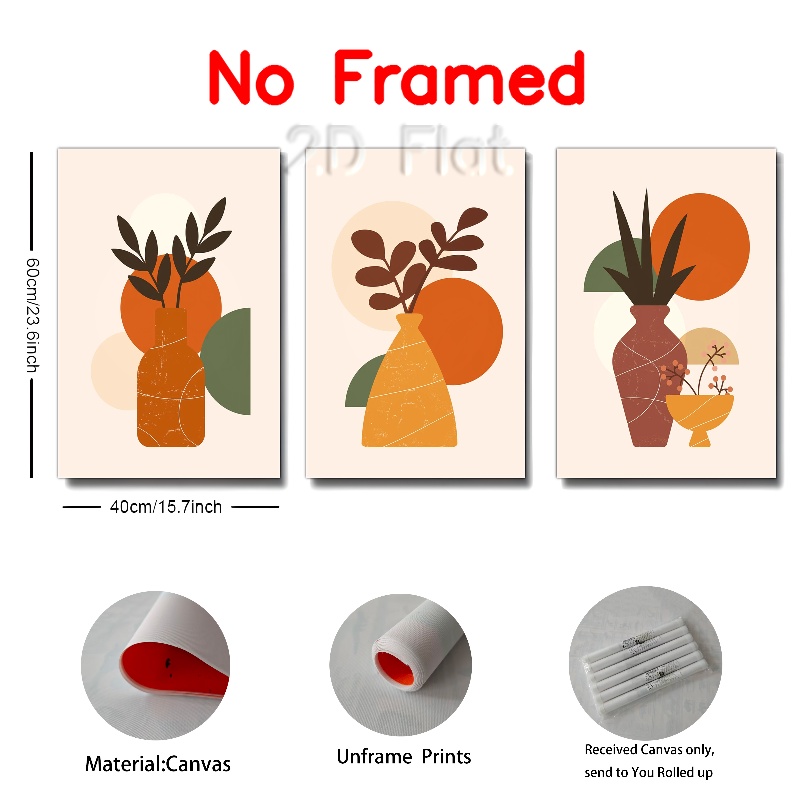 No Framed
2D Flat
60cm/23.6inch
40cm/15.7inch
Material:Canvas
Unframe Prints
Received Canvas only,
send to You Rolled up